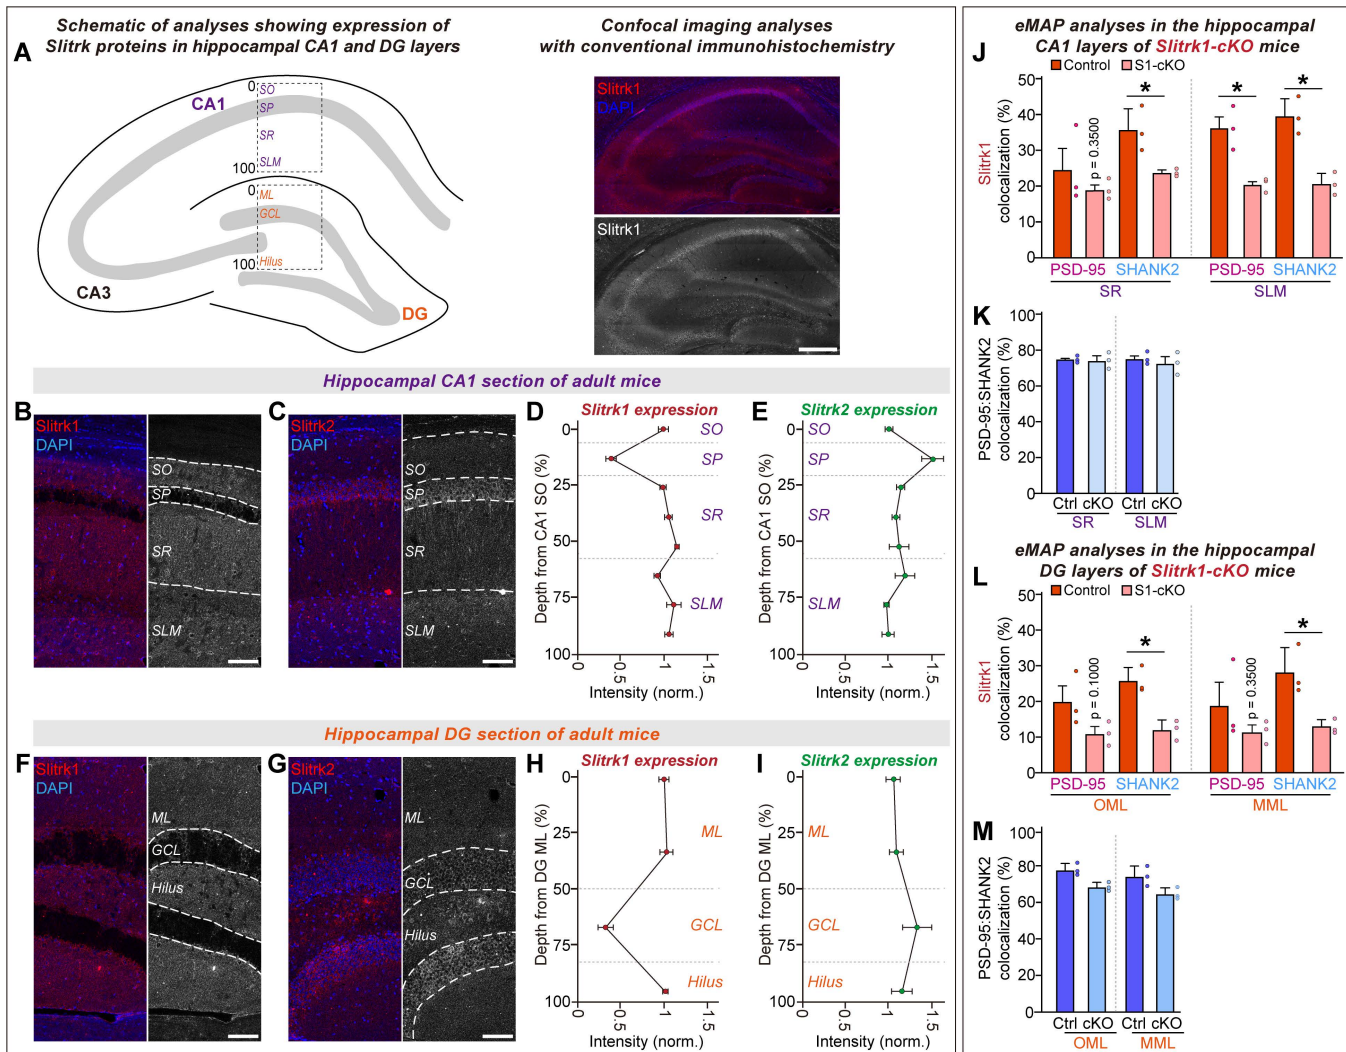 Schematic of analyses showing expression of
Slitrk proteins in hippocampal CA1 and DG layers
Confocal imaging analyses
with conventional immunohistochemistry
A
0
SO
SP
SR
SLM
100
CA1
0
ML
GCL
Hilus
100
CA3
DG
Slitrk1
DAPI
Slitrk1
Hippocampal CA1 section of adult mice
B
Slitrk1
DAPI
SO
SP
SR
SLM
C
Slitrk2
DAPI
SO
SP
SR
SLM
D
Slitrk1 expression
Depth from CA1 SO (%)
0
25
50
75
100
SO
SP
SR
SLM
0
0.5
1
1.5
Intensity (norm.)
E
Slitrk2 expression
Depth from CA1 SO (%)
0
25
50
75
100
SO
SP
SR
SLM
0
0.5
1
1.5
Intensity (norm.)
Hippocampal DG section of adult mice
F
Slitrk1
DAPI
ML
GCL
Hilus
G
Slitrk2
DAPI
ML
GCL
Hilus
H
Slitrk1 expression
Depth from DG ML (%)
0
25
50
75
100
ML
GCL
Hilus
0
0.5
1
1.5
Intensity (norm.)
I
Slitrk2 expression
Depth from DG ML (%)
0
25
50
75
100
ML
GCL
Hilus
0
0.5
1
1.5
Intensity (norm.)
eMAP analyses in the hippocampal
CA1 layers of Slitrk1-cKO mice
J
Control S1-cKO
Slitrk1
colocalization (%)
50
40
30
20
10
0
p = 0.3500
*
*
*
PSD-95 SHANK2 PSD-95 SHANK2
SR SLM
K
PSD-95:SHANK2
colocalization (%)
100
80
60
40
20
0
Ctrl cKO Ctrl cKO
SR SLM
eMAP analyses in the hippocampal
DG layers of Slitrk1-cKO mice
L
Control S1-cKO
Slitrk1
colocalization (%)
50
40
30
20
10
0
p = 0.1000
*
p = 0.3500
*
PSD-95 SHANK2 PSD-95 SHANK2
OML MML
M
PSD-95:SHANK2
colocalization (%)
100
80
60
40
20
0
Ctrl cKO Ctrl cKO
OML MML